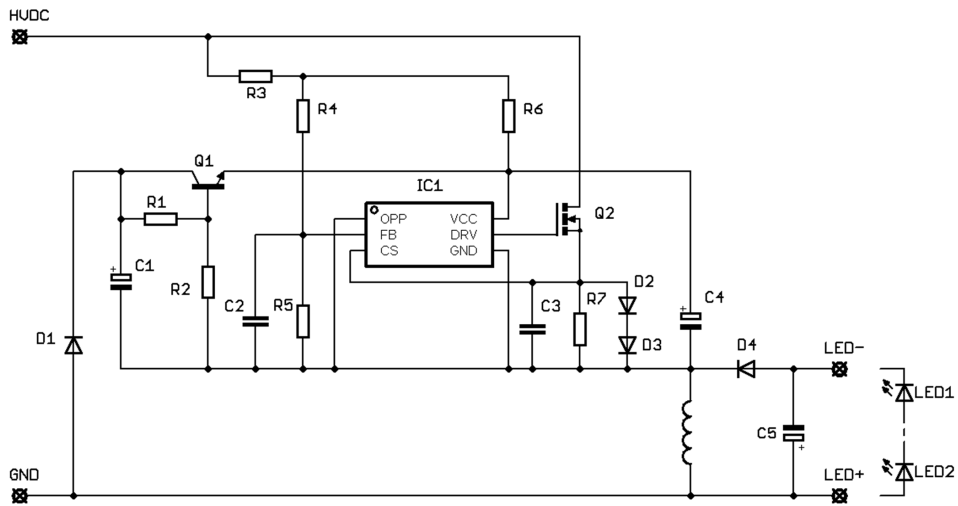 HVDC
R3
R4
R6
Q1
IC1
R1
OPP
VCC
Q2
FB
DRV
CS
GND
C1
R2
C2
R5
C3
R7
D2
C4
D1
D3
D4
LED-
LED1
C5
GND
LED+
LED2